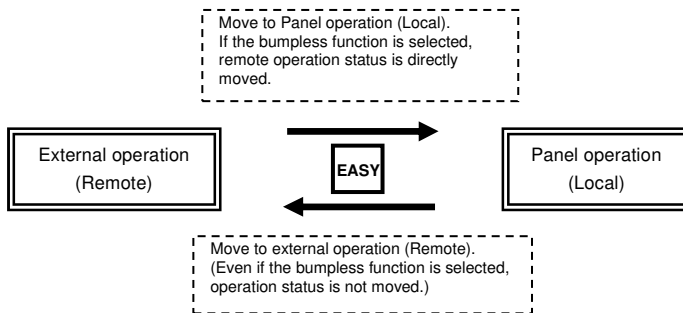 Move to Panel operation (Local).
If the bumpless function is selected,
remote operation status is directly
moved.
External operation
(Remote)
EASY
Panel operation
(Local)
Move to external operation (Remote).
(Even if the bumpless function is selected,
operation status is not moved.)